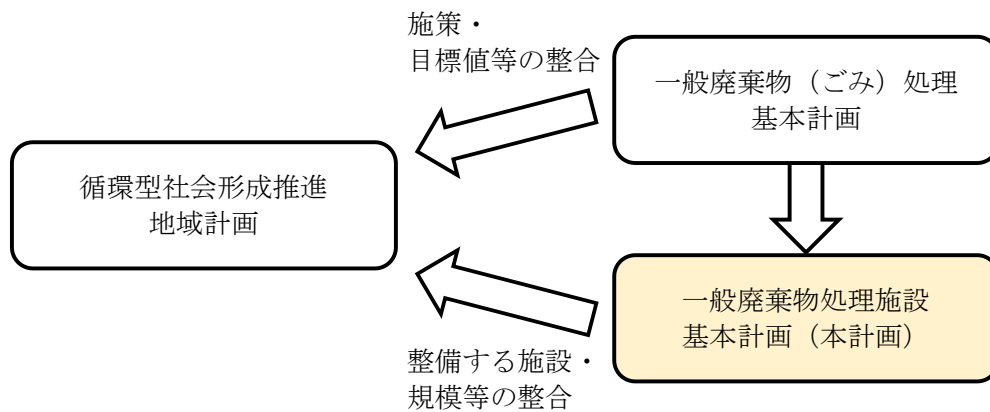 施策・
目標値等の整合
一般廃棄物（ごみ）処理
基本計画
循環型社会形成推進
地域計画
一般廃棄物処理施設
基本計画（本計画）
整備する施設・
規模等の整合